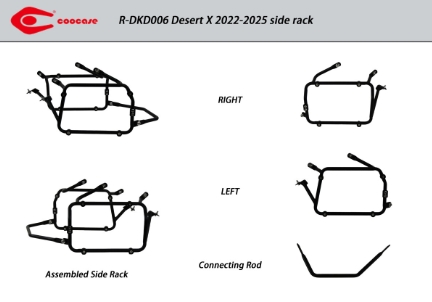 coocase
R-DKD006 Desert X 2022-2025 side rack
RIGHT
LEFT
Connecting Rod
Assembled Side Rack